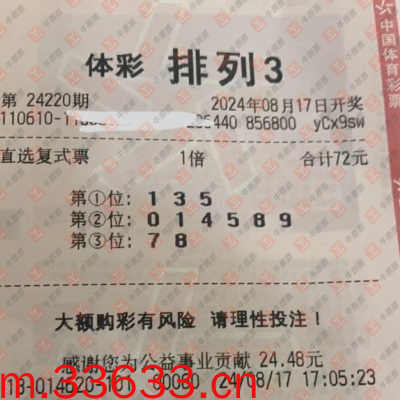 体彩 排列3
第 24220期 2024年08月17日开奖
110610- 440 856800 yCx9sw
直选复式票 1倍 合计72元
第①位: 1 3 5
第②位: 0 1 4 5 8 9
第③位: 7 8
大额购彩有风险 请理性投注!
感谢您为公益事业贡献 24.48元
24/08/17 17:05:23
m.33633.cn
中国体育彩票